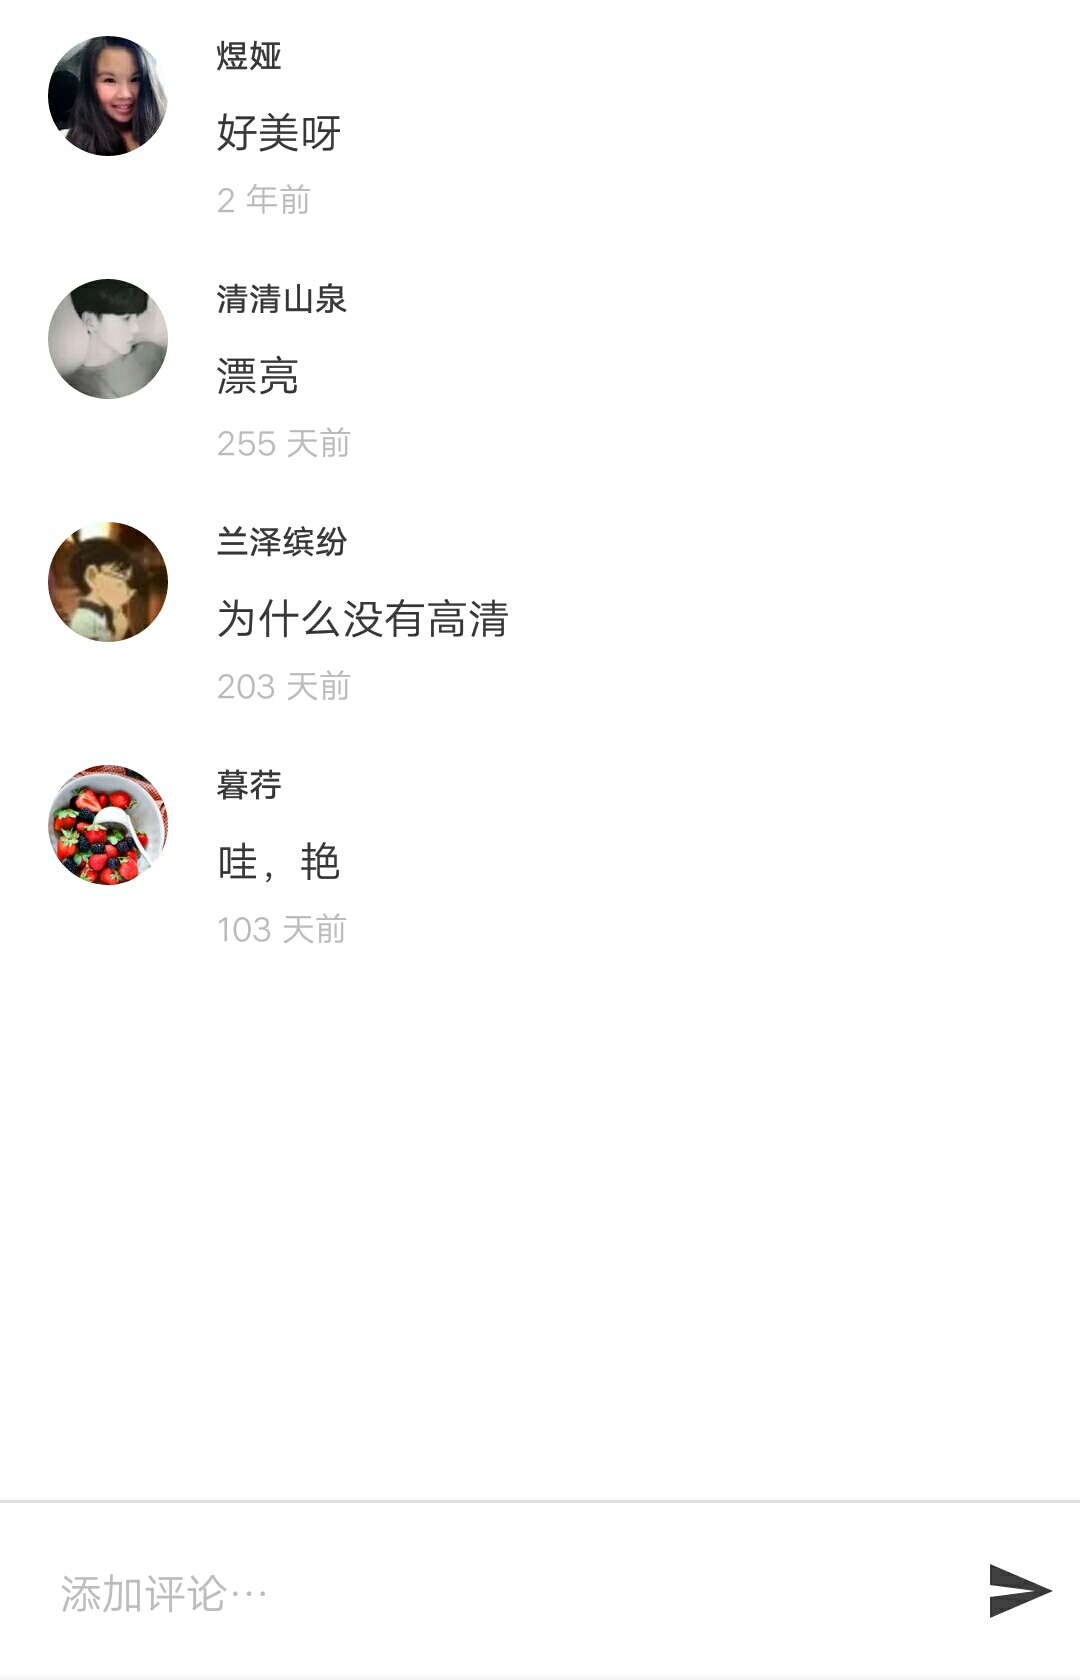 煜娅
好美呀
2 年前
清清山泉
漂亮
255 天前
兰泽缤纷
为什么没有高清
203 天前
暮荇
哇，艳
103 天前
添加评论…